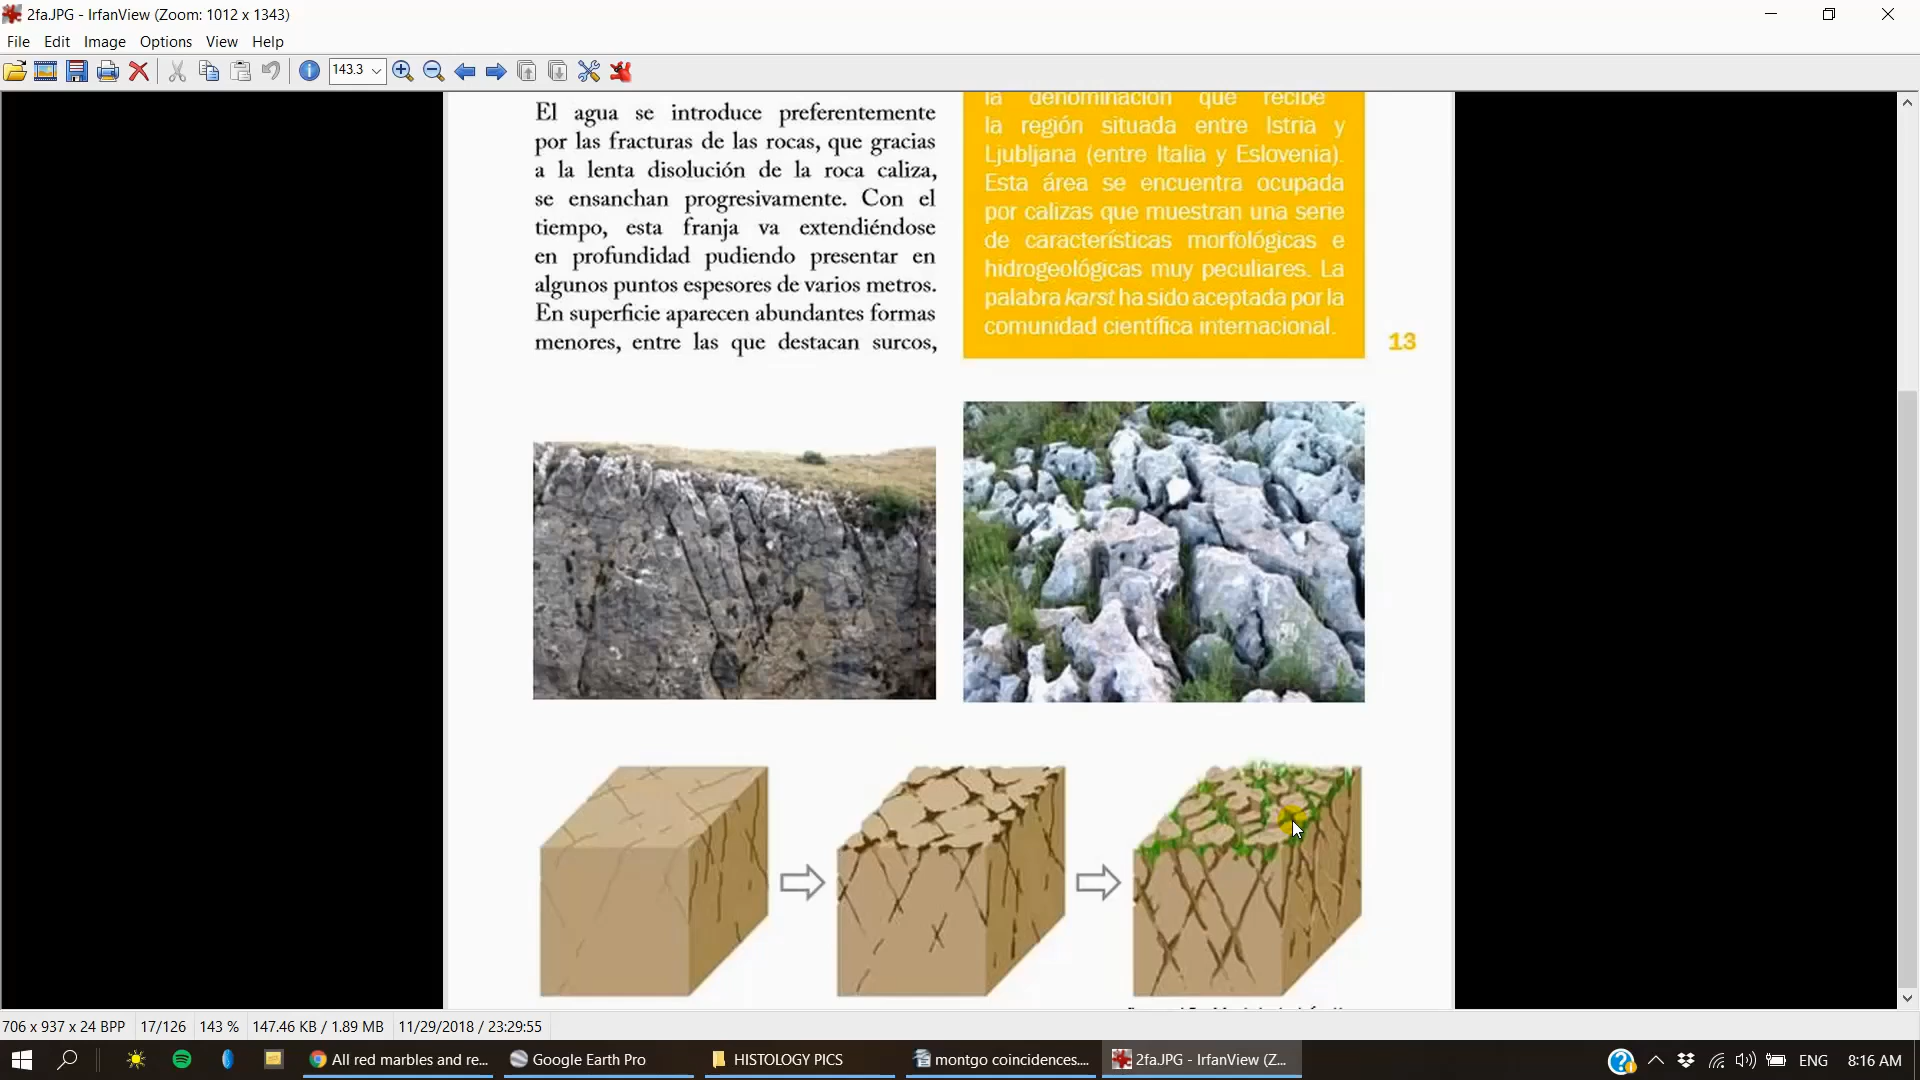 2fa.JPG - IrfanView (Zoom: 1012 x 1343)
File Edit Image Options View Help
143.3
El agua se introduce preferentemente
por las fracturas de las rocas, que gracias
a la lenta disolución de la roca caliza,
se ensanchan progresivamente. Con el
tiempo, esta franja va extendiéndose
en profundidad pudiendo presentar en
algunos puntos espesores de varios metros.
En superficie aparecen abundantes formas
menores, entre las que destacan surcos,
la denominación que recibe
la región situada entre Istria y
Ljubljana (entre Italia y Eslovenia).
Esta área se encuentra ocupada
por calizas que muestran una serie
de características morfológicas e
hidrogeológicas muy peculiares. La
palabra karst ha sido aceptada por la
comunidad científica internacional.
13
706 x 937 x 24 BPP 17/126 143 % 147.46 KB / 1.89 MB 11/29/2018 / 23:29:55
All red marbles and re... Google Earth Pro HISTOLOGY PICS montgo coincidences.... 2fa.JPG - IrfanView (Z... ENG 8:16 AM